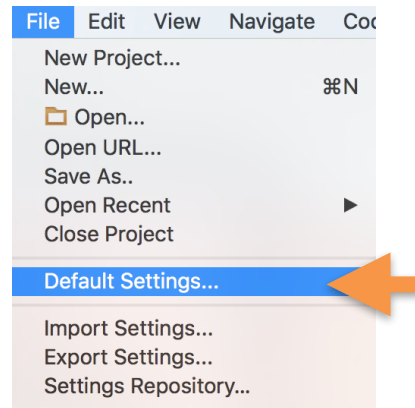 File Edit View Navigate
New Project...
New... ⌘N
Open...
Open URL...
Save As..
Open Recent ▶
Close Project
Default Settings...
Import Settings...
Export Settings...
Settings Repository...